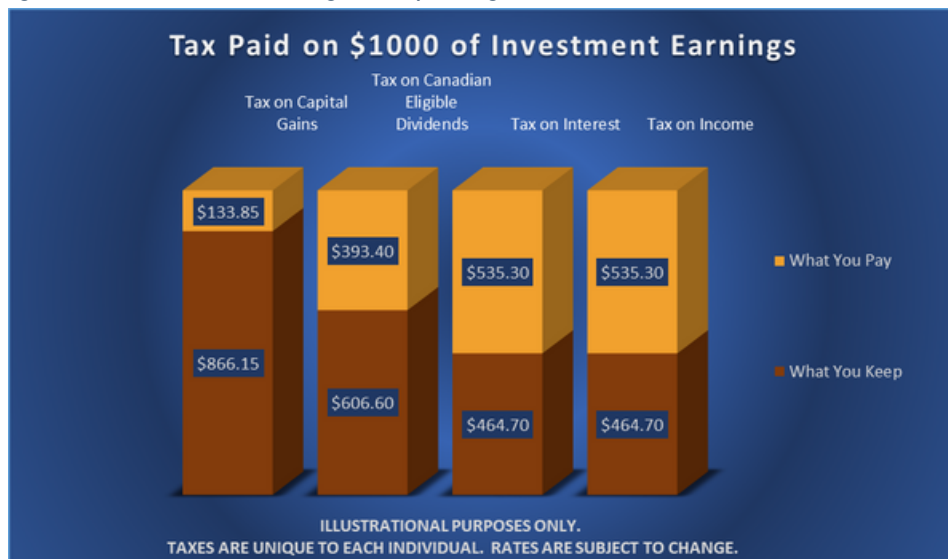 Tax Paid on $1000 of Investment Earnings
Tax on Capital
Gains
Tax on Canadian
Eligible
Dividends
Tax on Interest
Tax on Income
$133.85
$393.40
$535.30
$535.30
$866.15
$606.60
$464.70
$464.70
What You Pay
What You Keep
ILLUSTRATIONAL PURPOSES ONLY.
TAXES ARE UNIQUE TO EACH INDIVIDUAL. RATES ARE SUBJECT TO CHANGE.